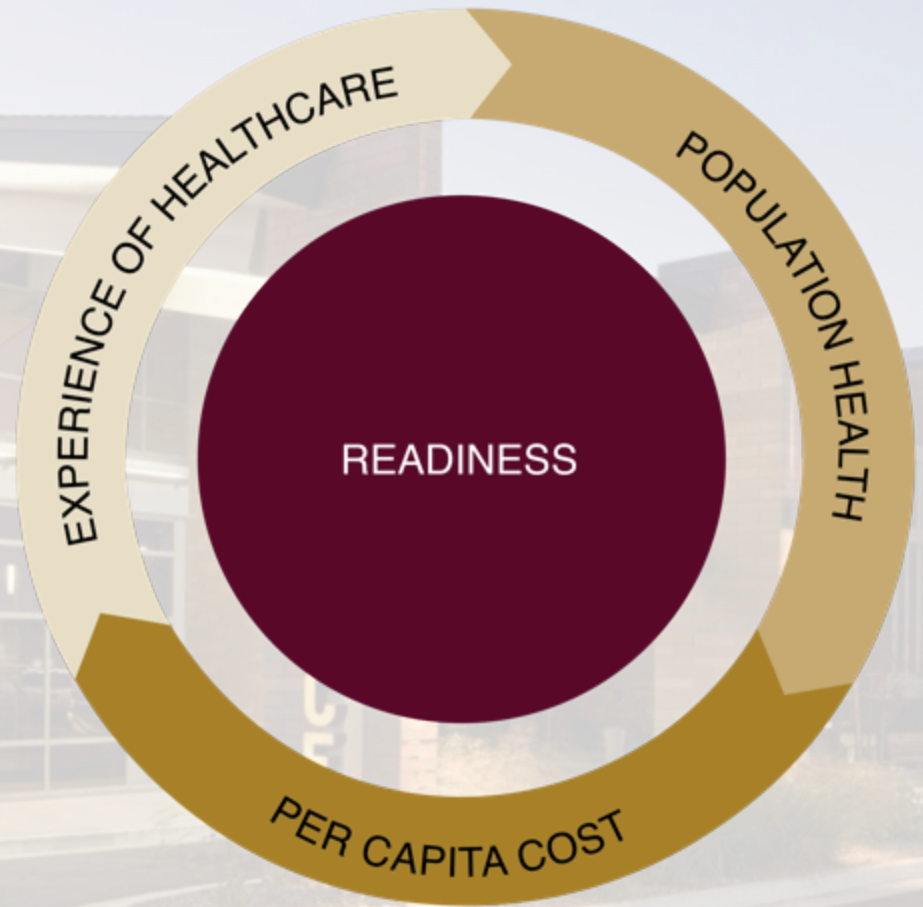 EXPERIENCE OF HEALTHCARE
POPULATION HEALTH
READINESS
PER CAPITA COST